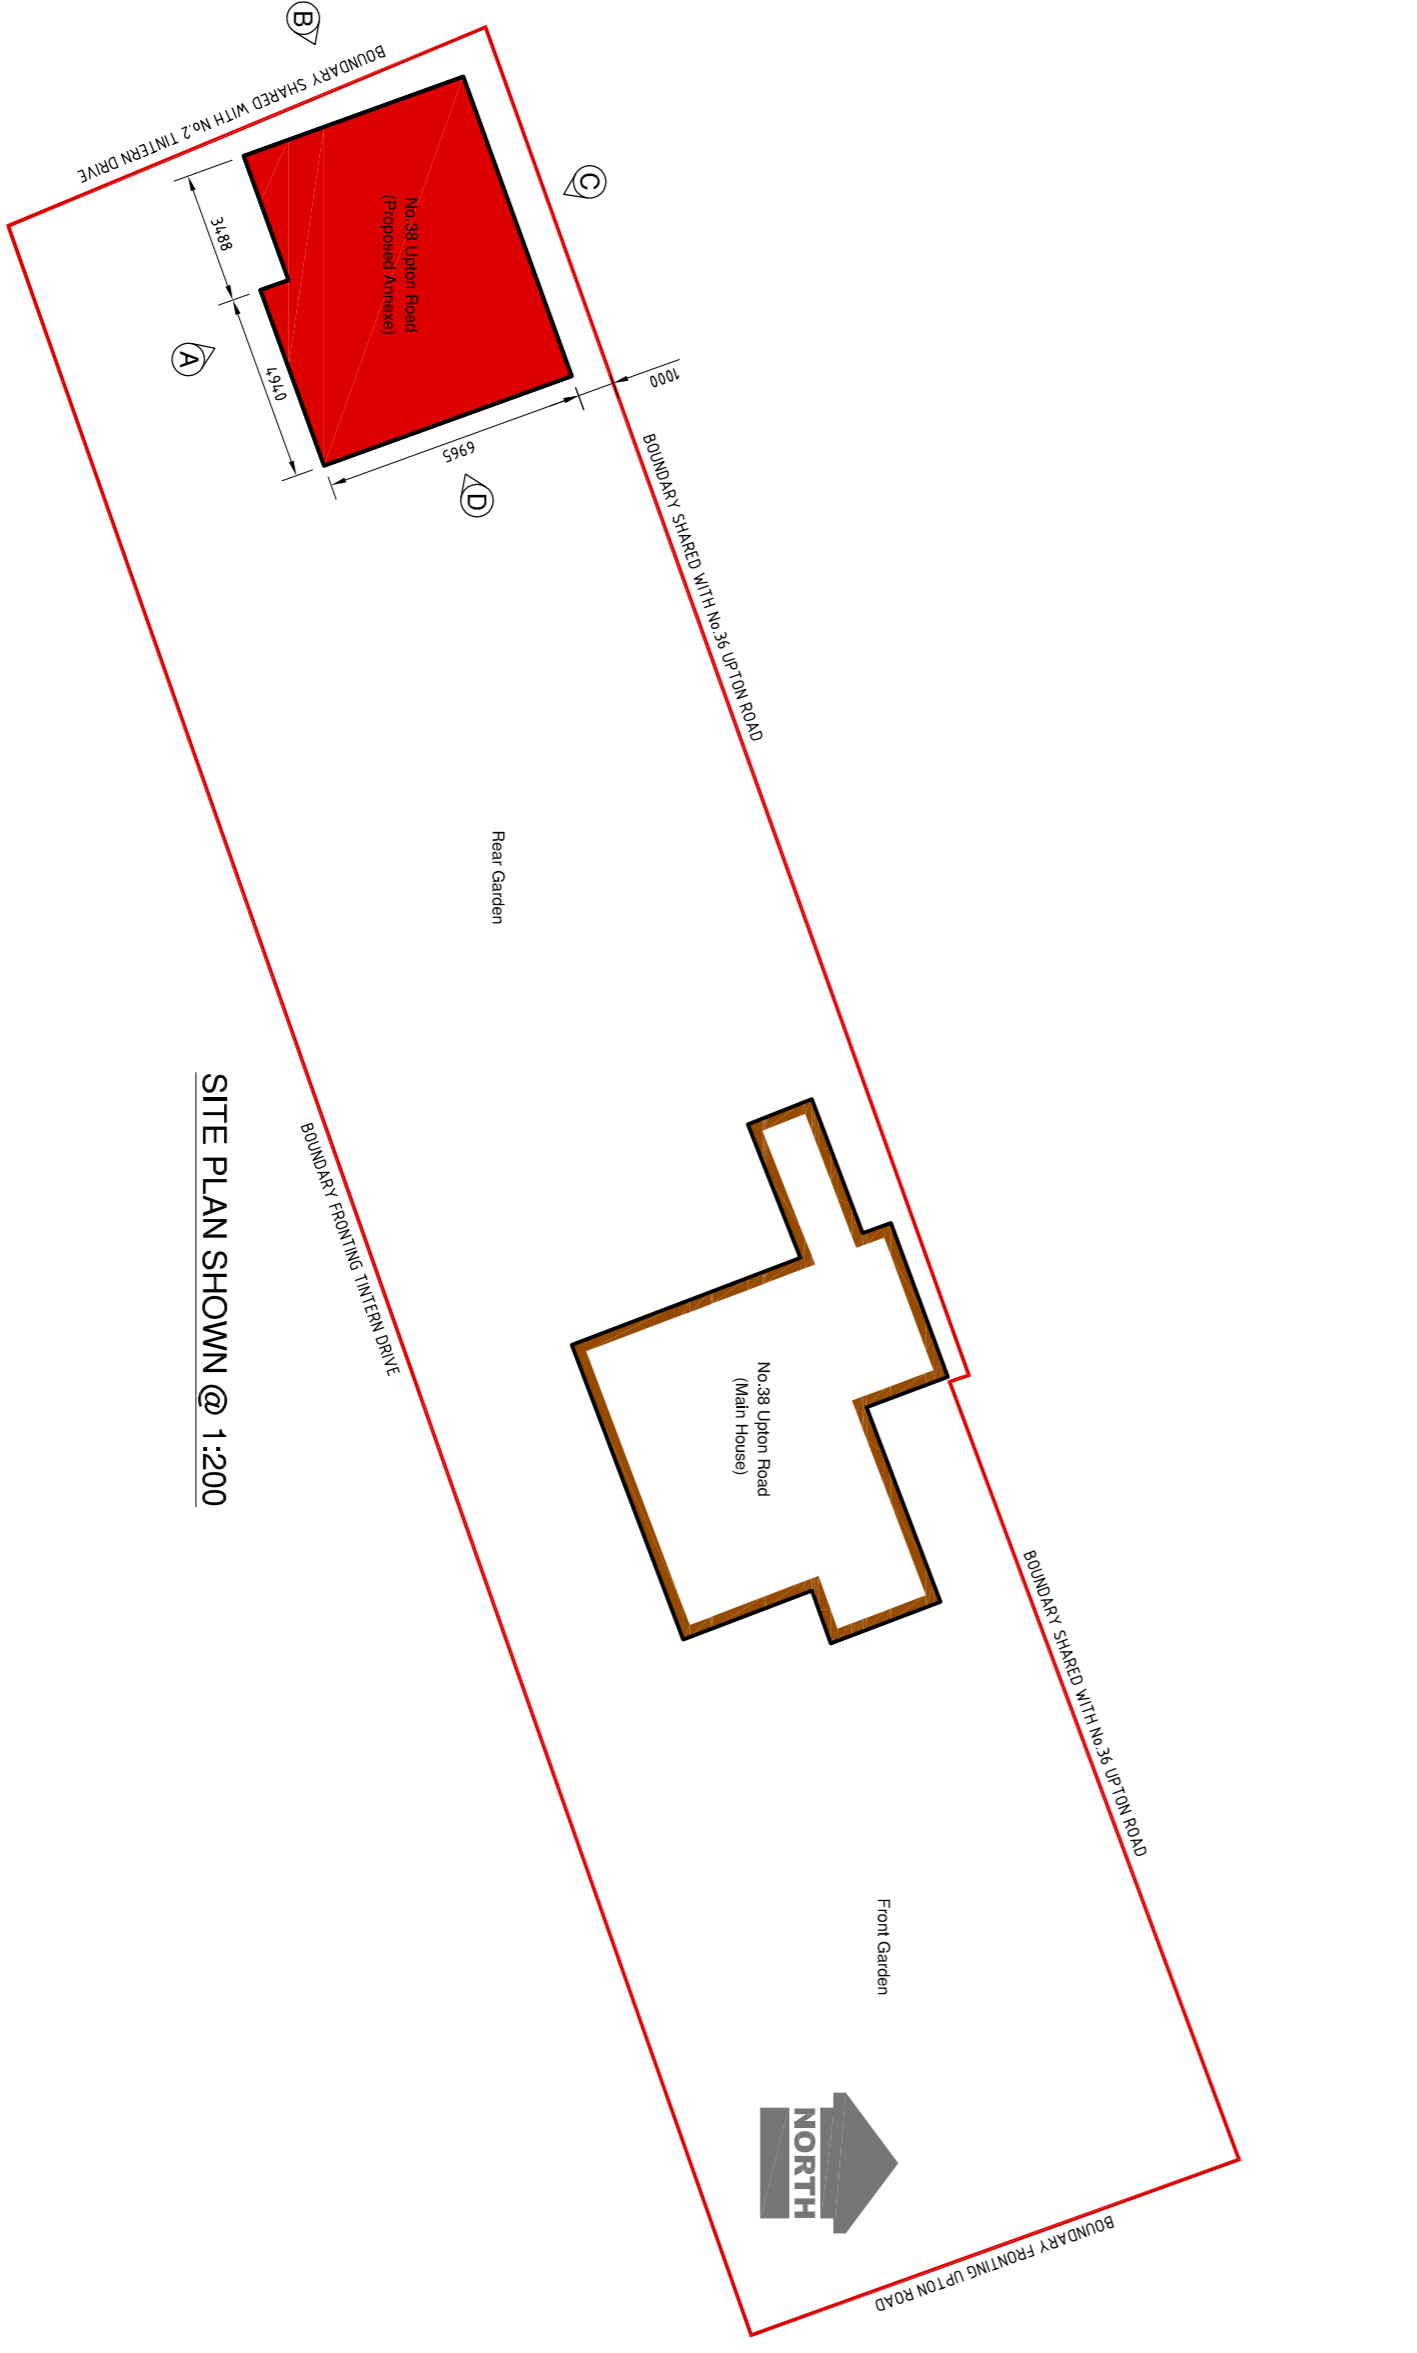 B
BOUNDARY SHARED WITH No.2 TINTERN DRIVE
C
No.38 Upton Road
(Proposed Annexe)
3488
A
4640
1000
6965
D
BOUNDARY SHARED WITH No.36 UPTON ROAD
Rear Garden
SITE PLAN SHOWN @ 1:200
BOUNDARY FRONTING TINTERN DRIVE
No.38 Upton Road
(Main House)
BOUNDARY SHARED WITH No.36 UPTON ROAD
Front Garden
NORTH
BOUNDARY FRONTING UPTON ROAD